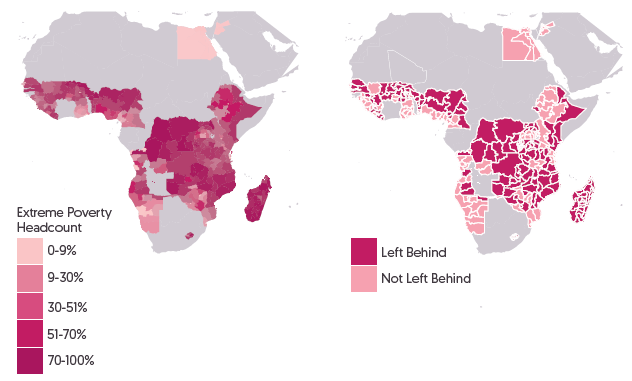 Extreme Poverty
Headcount
0-9%
9-30%
30-51%
51-70%
70-100%
Left Behind
Not Left Behind